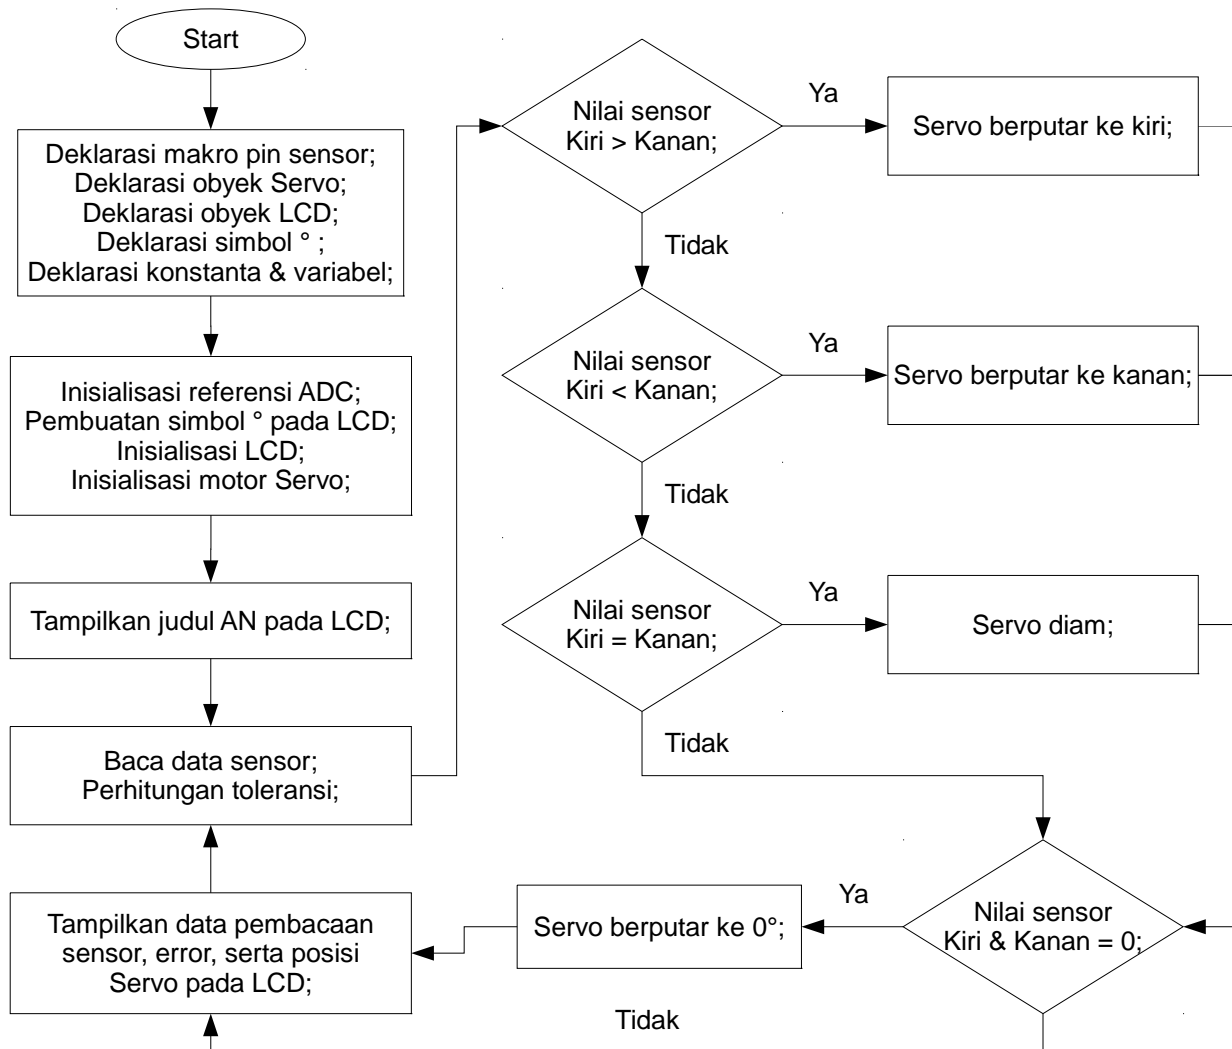 Start
Deklarasi makro pin sensor;
Deklarasi obyek Servo;
Deklarasi obyek LCD;
Deklarasi simbol ° ;
Deklarasi konstanta & variabel;
Inisialisasi referensi ADC;
Pembuatan simbol ° pada LCD;
Inisialisasi LCD;
Inisialisasi motor Servo;
Tampilkan judul AN pada LCD;
Baca data sensor;
Perhitungan toleransi;
Tampilkan data pembacaan
sensor, error, serta posisi
Servo pada LCD;
Nilai sensor
Kiri > Kanan;
Ya
Servo berputar ke kiri;
Tidak
Nilai sensor
Kiri < Kanan;
Ya
Servo berputar ke kanan;
Tidak
Nilai sensor
Kiri = Kanan;
Ya
Servo diam;
Tidak
Nilai sensor
Kiri & Kanan = 0;
Ya
Servo berputar ke 0°;
Tidak